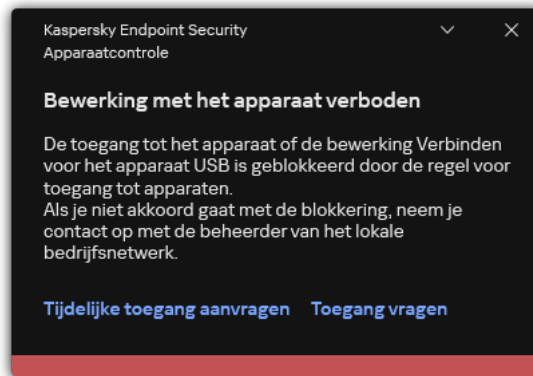 Kaspersky Endpoint Security
Apparaatcontrole
Bewerking met het apparaat verboden
De toegang tot het apparaat of de bewerking Verbinden
voor het apparaat USB is geblokkeerd door de regel voor
toegang tot apparaten.
Als je niet akkoord gaat met de blokkering, neem je
contact op met de beheerder van het lokale
bedrijfsnetwerk.
Tijdelijke toegang aanvragen Toegang vragen